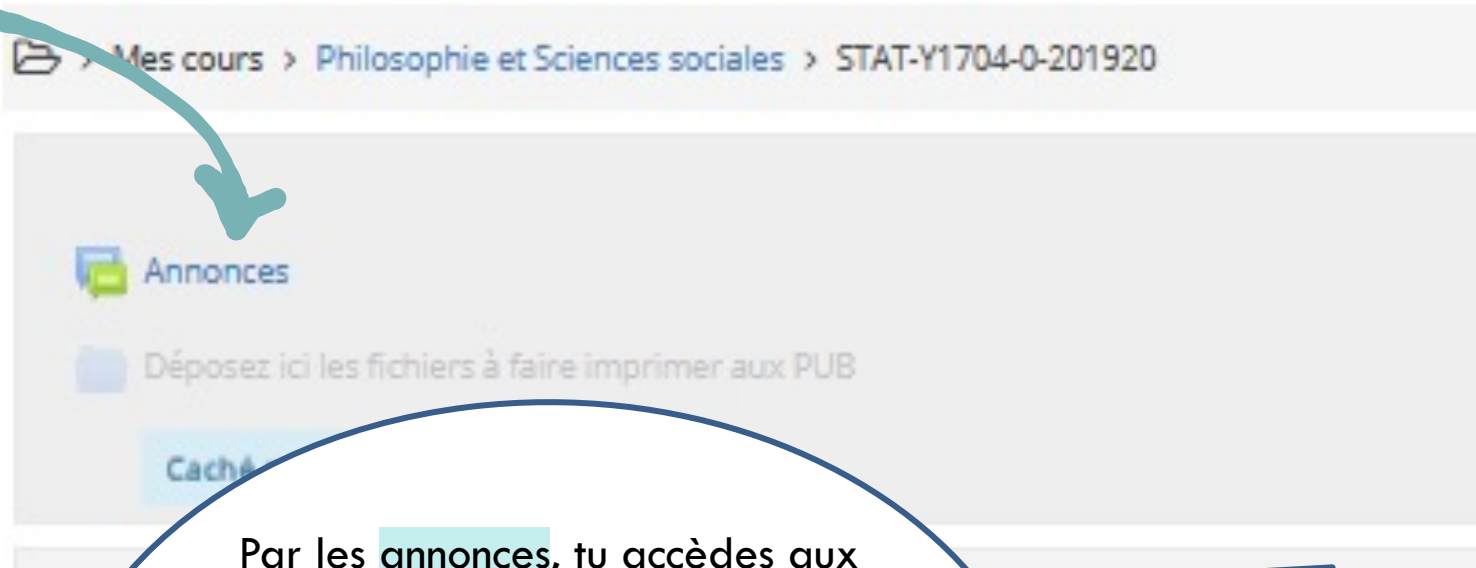 > Mes cours > Philosophie et Sciences sociales > STAT-Y1704-0-201920
Annonces
Déposez ici les fichiers à faire imprimer aux PUB
Caché
Par les annonces, tu accèdes aux